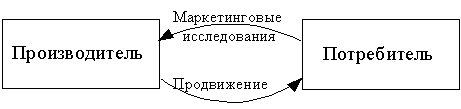 Маркетинговые
исследования
Производитель
Потребитель
Продвижение